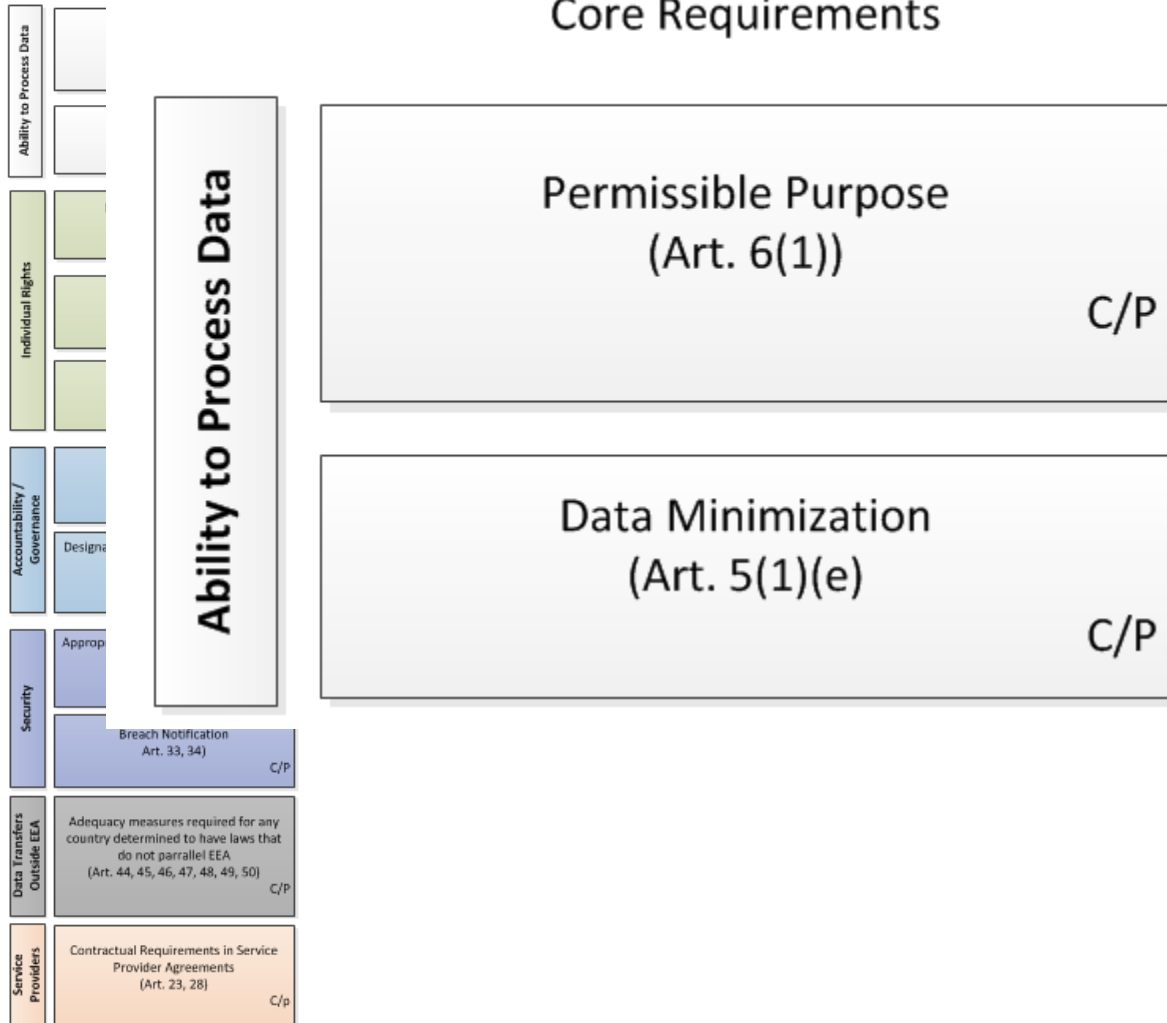 Core Requirements
Ability to Process Data
Permissible Purpose
(Art. 6(1))
C/P
Data Minimization
(Art. 5(1)(e)
C/P
Ability to Process Data
Individual Rights
Accountability /
Governance
Designa
Security
Approp
Breach Notification
Art. 33, 34)
C/P
Data Transfers
Outside EEA
Adequacy measures required for any
country determined to have laws that
do not parrallel EEA
(Art. 44, 45, 46, 47, 48, 49, 50)
C/P
Service
Providers
Contractual Requirements in Service
Provider Agreements
(Art. 23, 28)
C/p